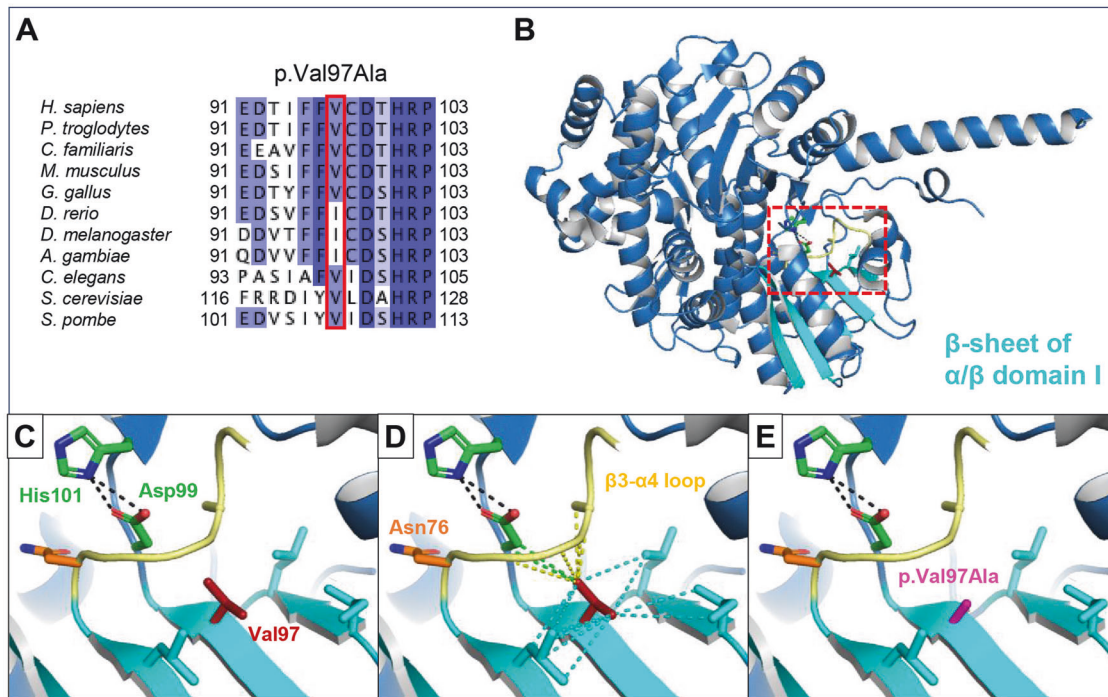 A
p.Val97Ala
H. sapiens 91 EDTIFFVCDTHRP 103
P. troglodytes 91 EDTIFFVCDTHRP 103
C. familiaris 91 EEAVFFVCDTHRP 103
M. musculus 91 EDSIFFVCDTHRP 103
G. gallus 91 EDTYFFVCDSHRP 103
D. rerio 91 EDSVFFICDTHRP 103
D. melanogaster 91 DDVTFFICDSHRP 103
A. gambiae 91 QDVVFFICDSHRP 103
C. elegans 93 PASIAFVIDSHRP 105
S. cerevisiae 116 FRRDIYVLDAHRP 128
S. pombe 101 EDVSIYVIDSHRP 113
B
β-sheet of
α/β domain I
C
His101
Asp99
Val97
D
β3-α4 loop
Asn76
E
p.Val97Ala